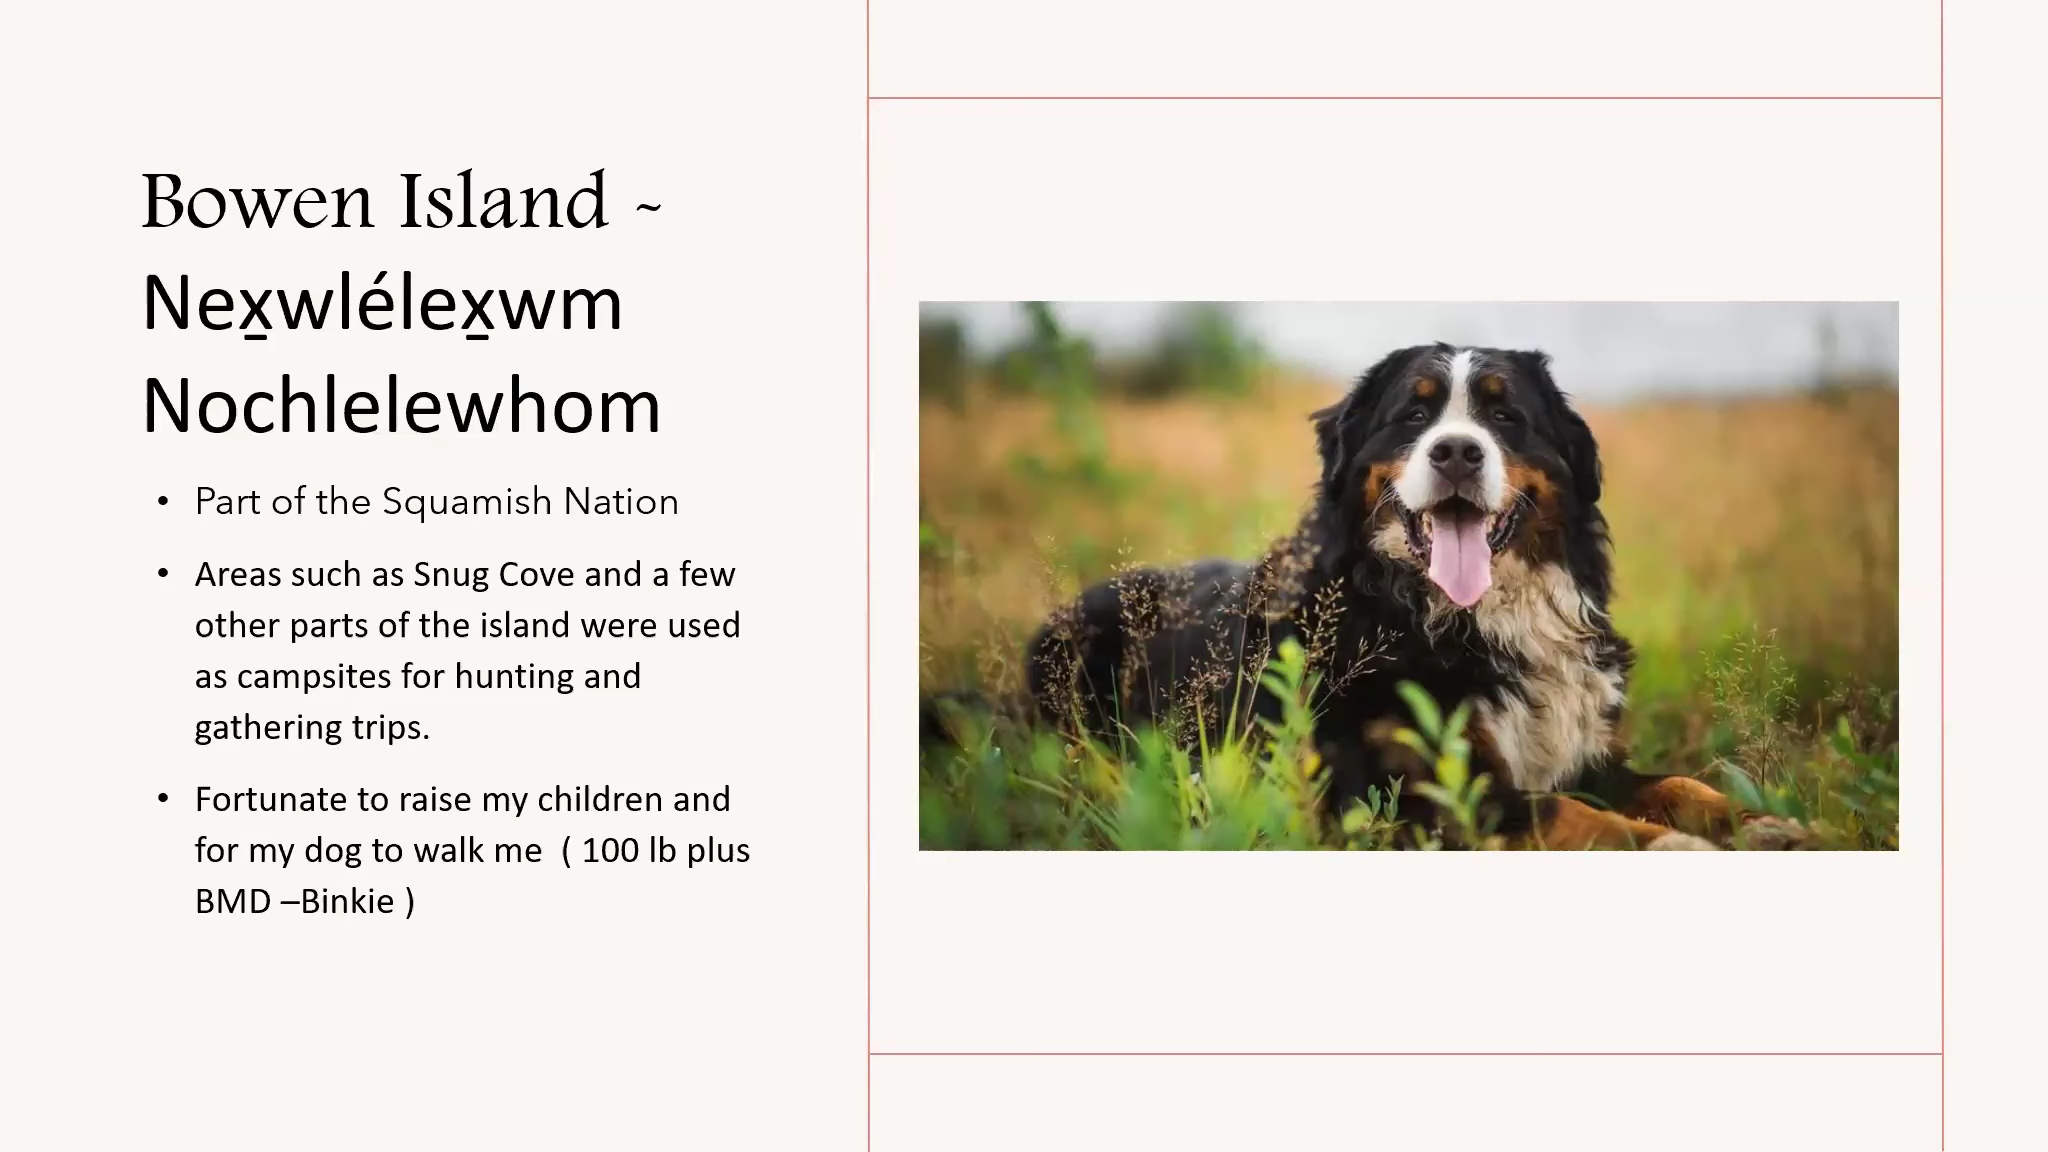 Bowen Island ~
Nex̱wlélex̱wm
Nochlelewhom
• Part of the Squamish Nation
• Areas such as Snug Cove and a few
other parts of the island were used
as campsites for hunting and
gathering trips.
• Fortunate to raise my children and
for my dog to walk me  ( 100 lb plus
BMD –Binkie )